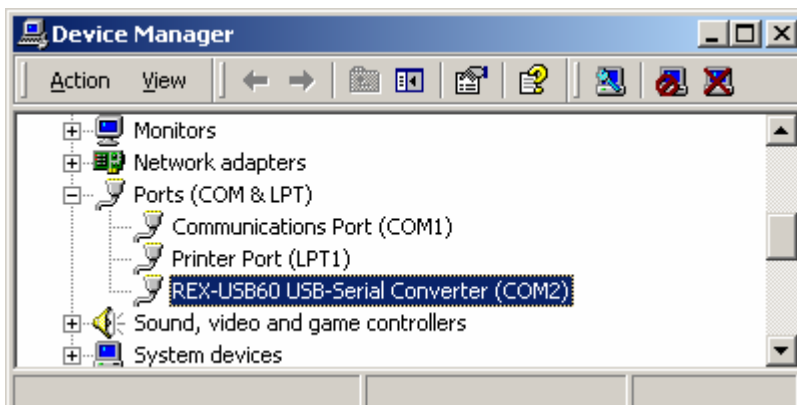 Device Manager
Action View
Monitors
Network adapters
Ports (COM & LPT)
Communications Port (COM1)
Printer Port (LPT1)
REX-USB60 USB-Serial Converter (COM2)
Sound, video and game controllers
System devices